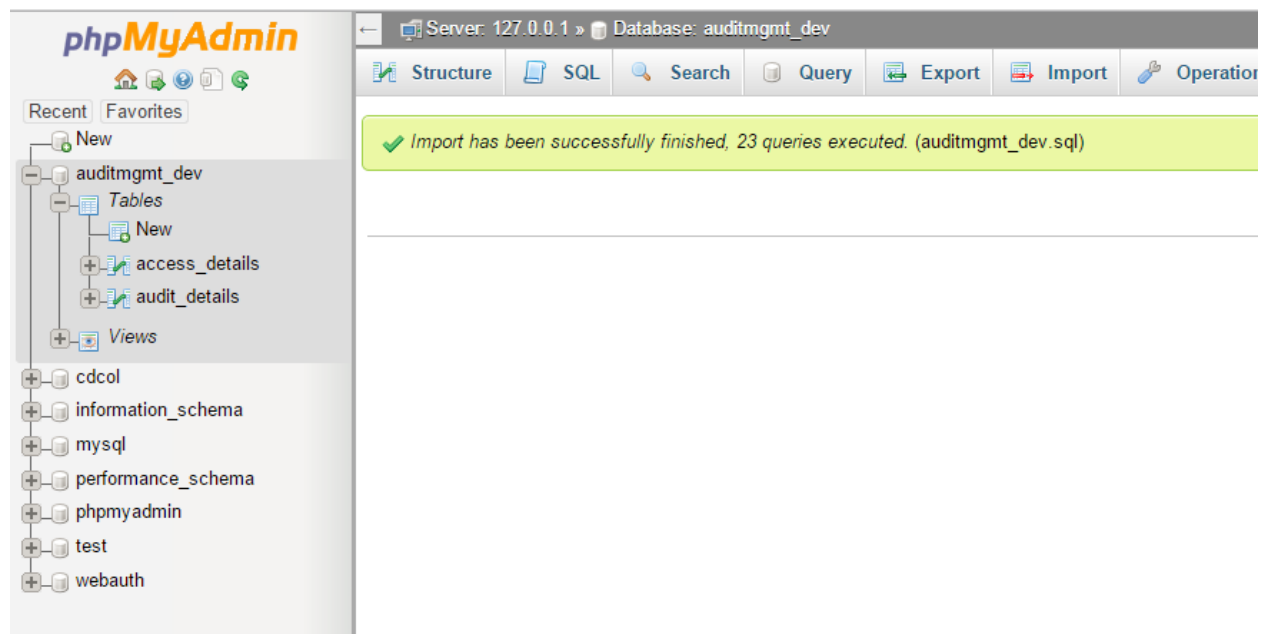 phpMyAdmin
Recent Favorites
New
auditmgmt_dev
Tables
New
access_details
audit_details
Views
cdcol
information_schema
mysql
performance_schema
phpmyadmin
test
webauth
← Server: 127.0.0.1 » Database: auditmgmt_dev
Structure SQL Search Query Export Import Operation
Import has been successfully finished, 23 queries executed. (auditmgmt_dev.sql)